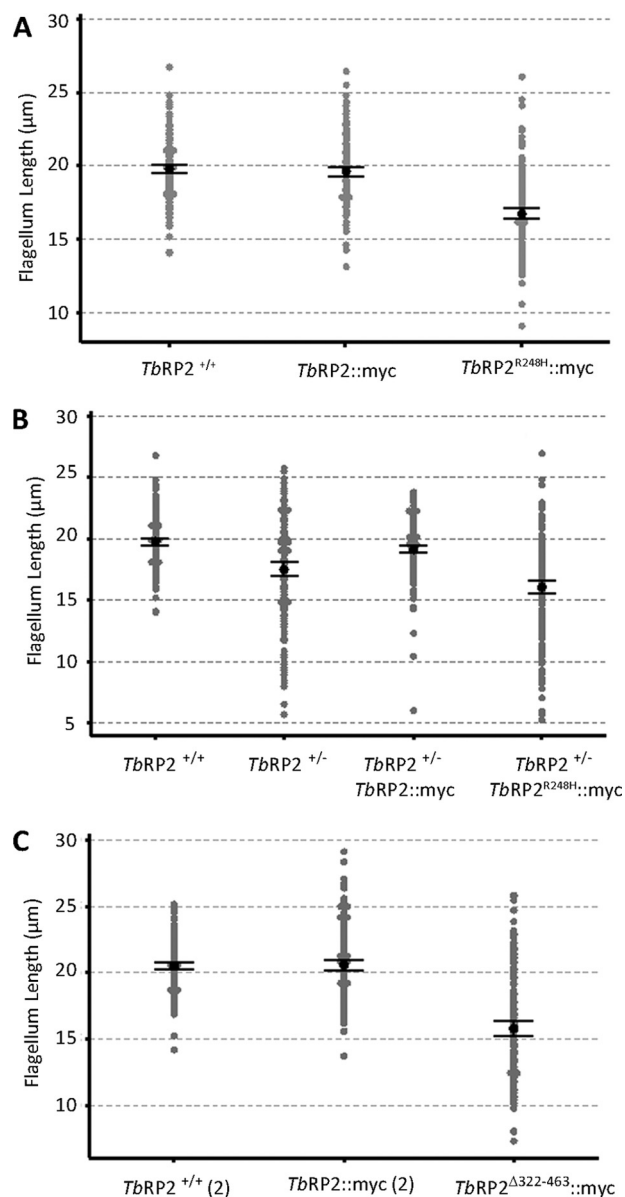 A
Flagellum Length (μm)
30
25
20
15
10
TbRP2 +/+
TbRP2::myc
TbRP2R248H::myc
B
Flagellum Length (μm)
30
25
20
15
10
5
TbRP2 +/+
TbRP2 +/-
TbRP2 +/-
TbRP2::myc
TbRP2 +/-
TbRP2R248H::myc
C
Flagellum Length (μm)
30
25
20
15
10
TbRP2 +/+ (2)
TbRP2::myc (2)
TbRP2Δ322-463::myc